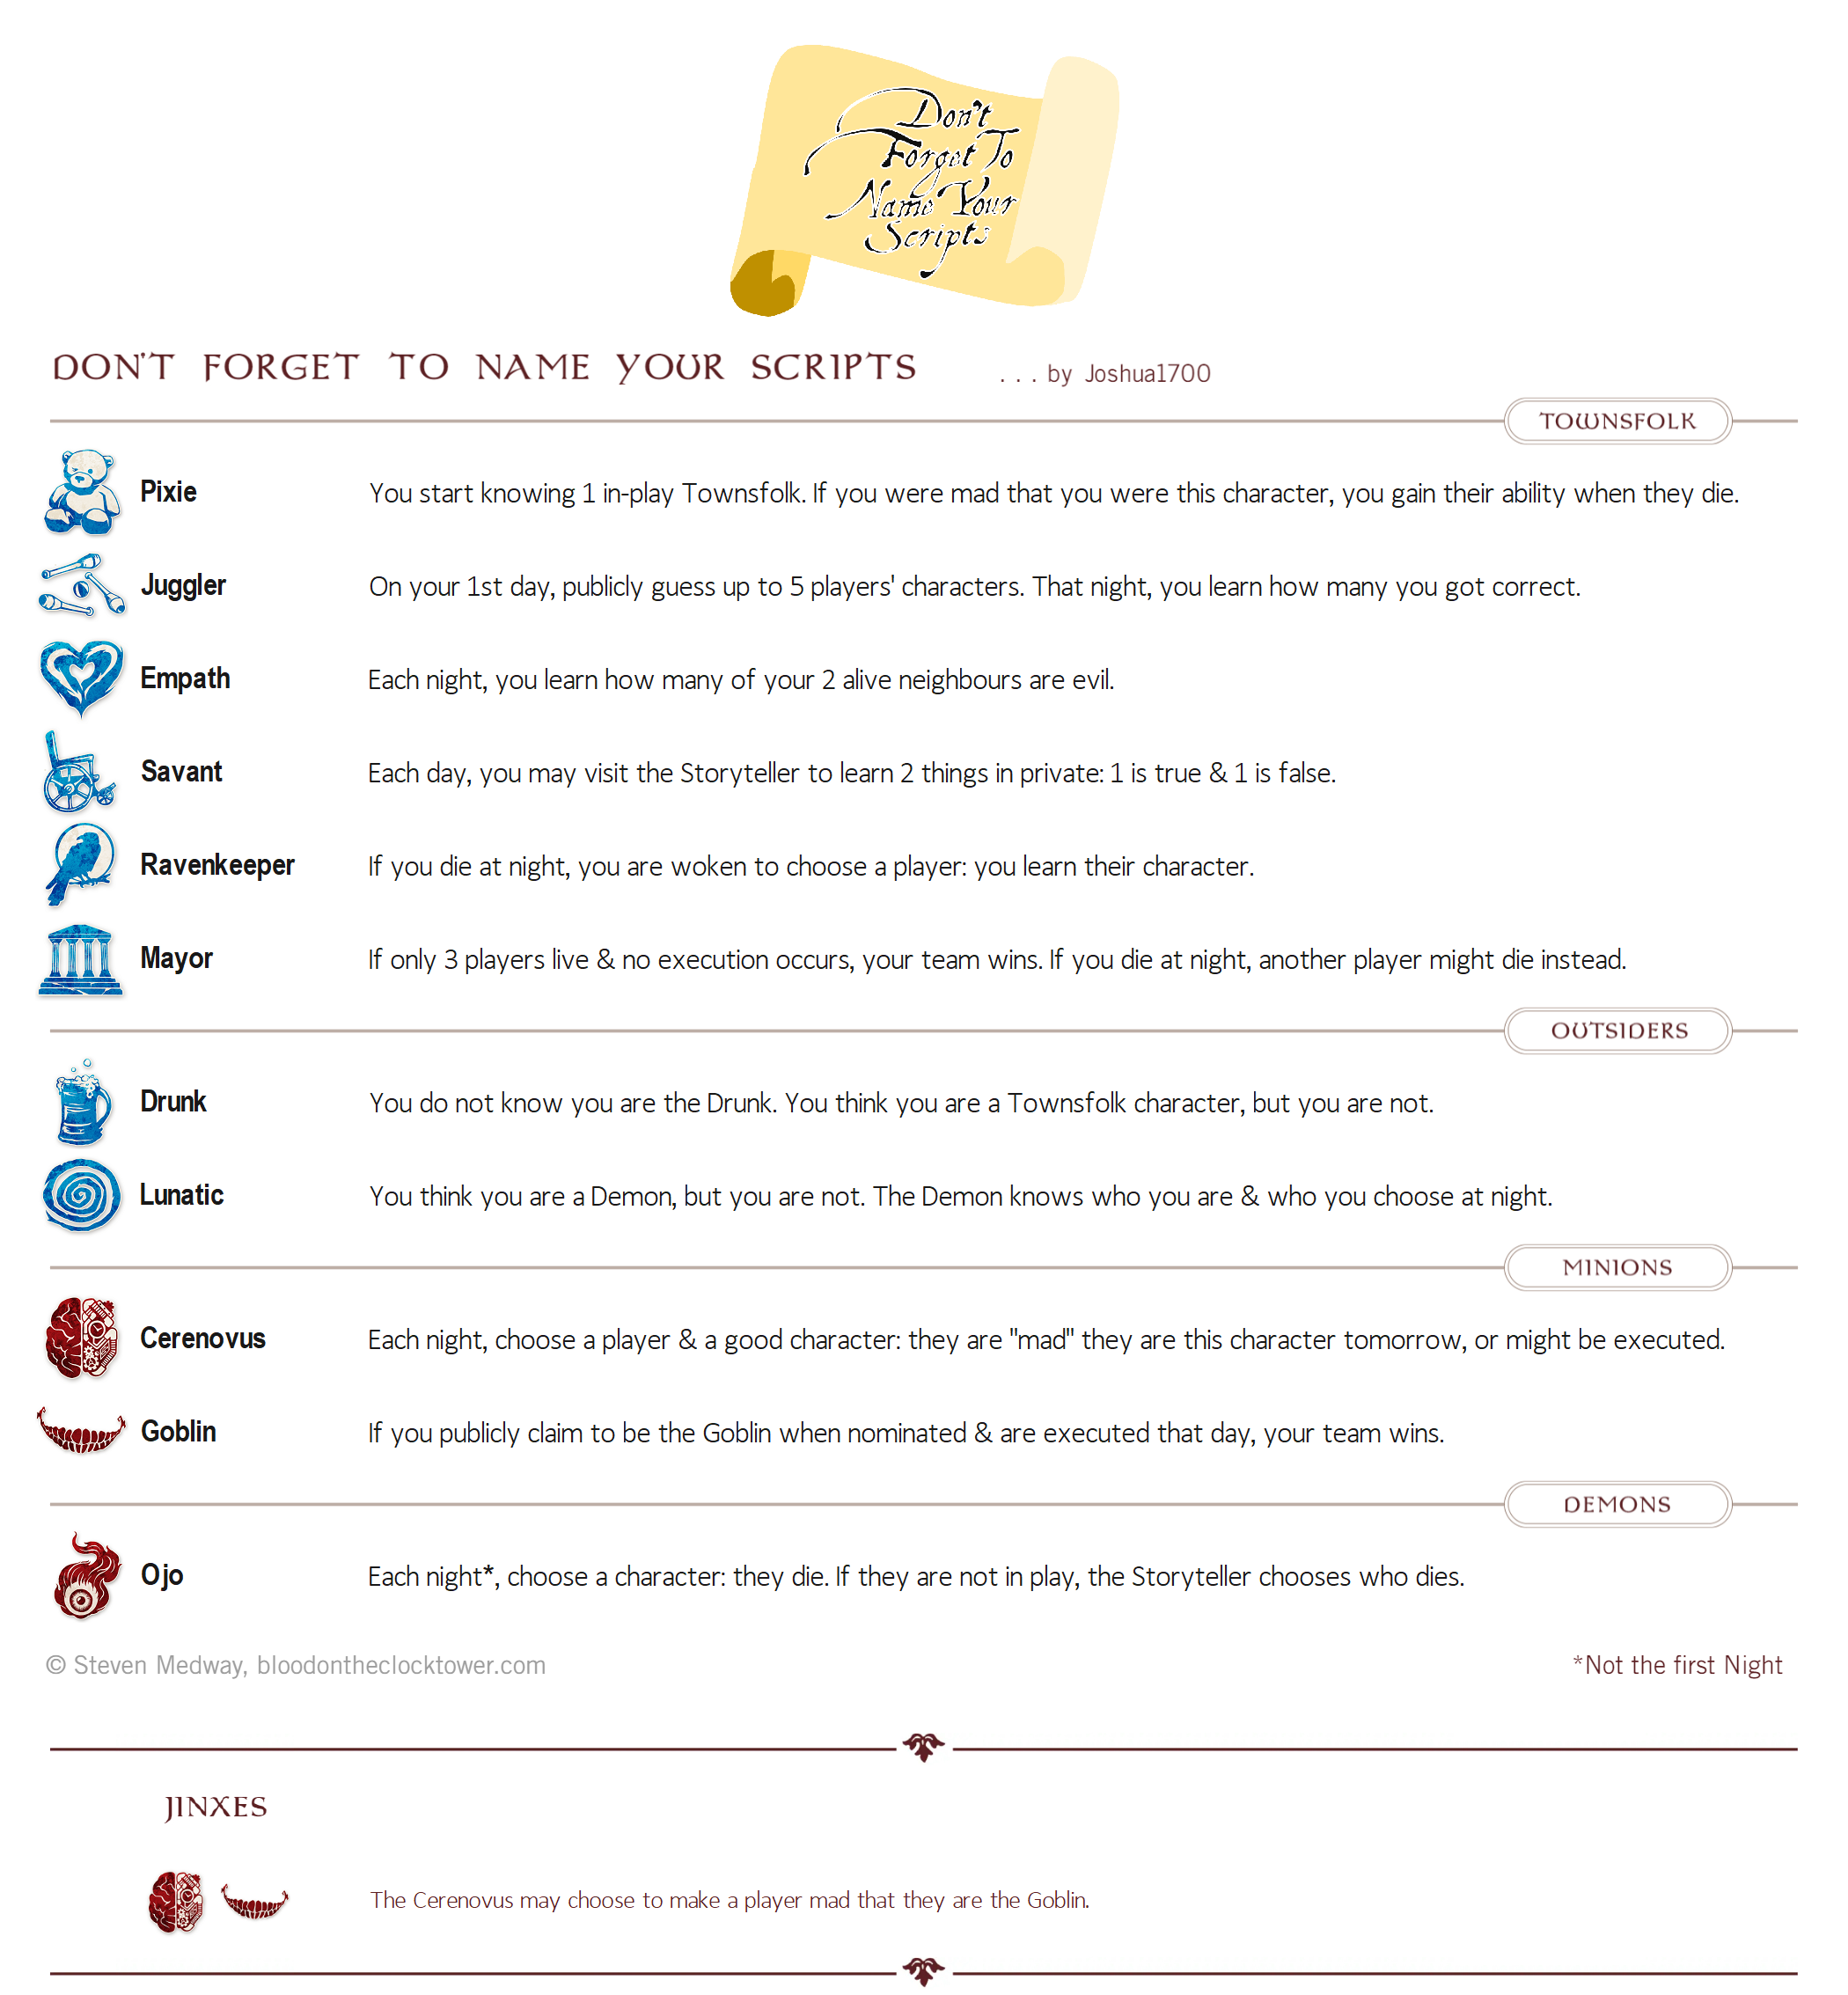 Don't
Forget To
Name Your
Scripts
DON'T FORGET TO NAME YOUR SCRIPTS . . . by Joshua1700
TOWNSFOLK
Pixie You start knowing 1 in-play Townsfolk. If you were mad that you were this character, you gain their ability when they die.
Juggler On your 1st day, publicly guess up to 5 players' characters. That night, you learn how many you got correct.
Empath Each night, you learn how many of your 2 alive neighbours are evil.
Savant Each day, you may visit the Storyteller to learn 2 things in private: 1 is true & 1 is false.
Ravenkeeper If you die at night, you are woken to choose a player: you learn their character.
Mayor If only 3 players live & no execution occurs, your team wins. If you die at night, another player might die instead.
OUTSIDERS
Drunk You do not know you are the Drunk. You think you are a Townsfolk character, but you are not.
Lunatic You think you are a Demon, but you are not. The Demon knows who you are & who you choose at night.
MINIONS
Cerenovus Each night, choose a player & a good character: they are "mad" they are this character tomorrow, or might be executed.
Goblin If you publicly claim to be the Goblin when nominated & are executed that day, your team wins.
DEMONS
Ojo Each night*, choose a character: they die. If they are not in play, the Storyteller chooses who dies.
© Steven Medway, bloodontheclocktower.com *Not the first Night
JINXES
The Cerenovus may choose to make a player mad that they are the Goblin.